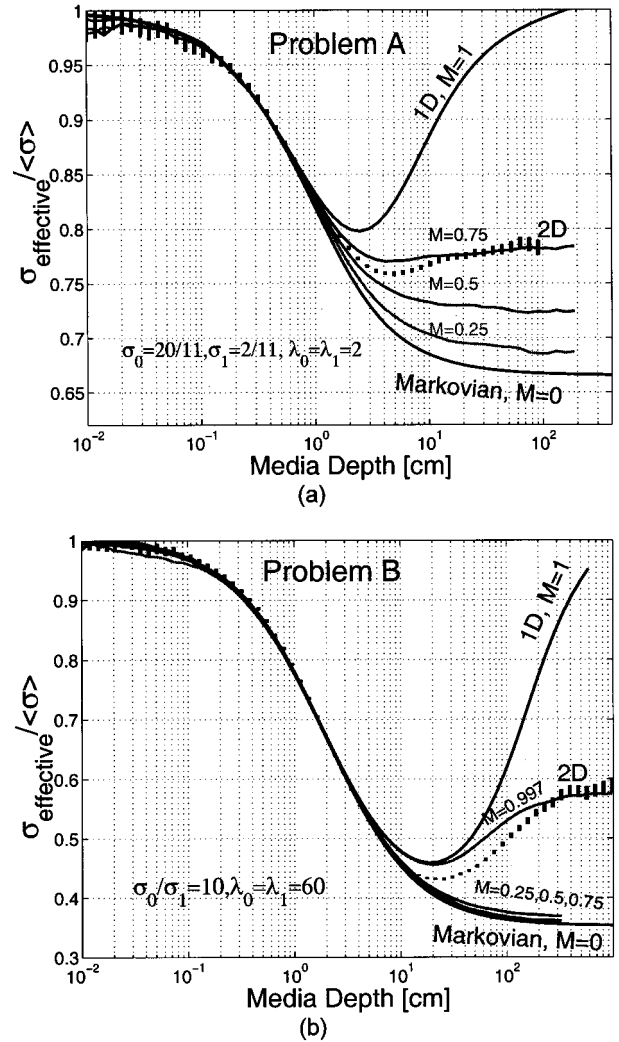 Problem A
1D, M=1
2D
M=0.75
M=0.5
M=0.25
Markovian, M=0
σ₀=20/11,σ₁=2/11, λ₀=λ₁=2
σeffective/<σ>
0.95
0.9
0.85
0.8
0.75
0.7
0.65
10⁻² 10⁻¹ 10⁰ 10¹ 10²
Media Depth [cm]
(a)
Problem B
1D, M=1
2D
M=0.997
M=0.25,0.5,0.75
Markovian, M=0
σ₀/σ₁=10,λ₀=λ₁=60
σeffective/<σ>
1
0.9
0.8
0.7
0.6
0.5
0.4
0.3
10⁻² 10⁻¹ 10⁰ 10¹ 10²
Media Depth [cm]
(b)